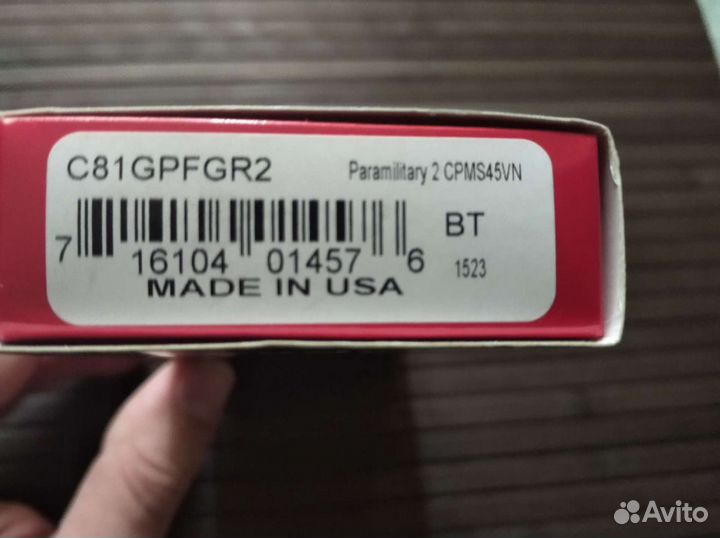 C81GPFGR2 Paramilitary 2 CPMS45VN
BT
7 16104 01457 6
1523
MADE IN USA
Avito